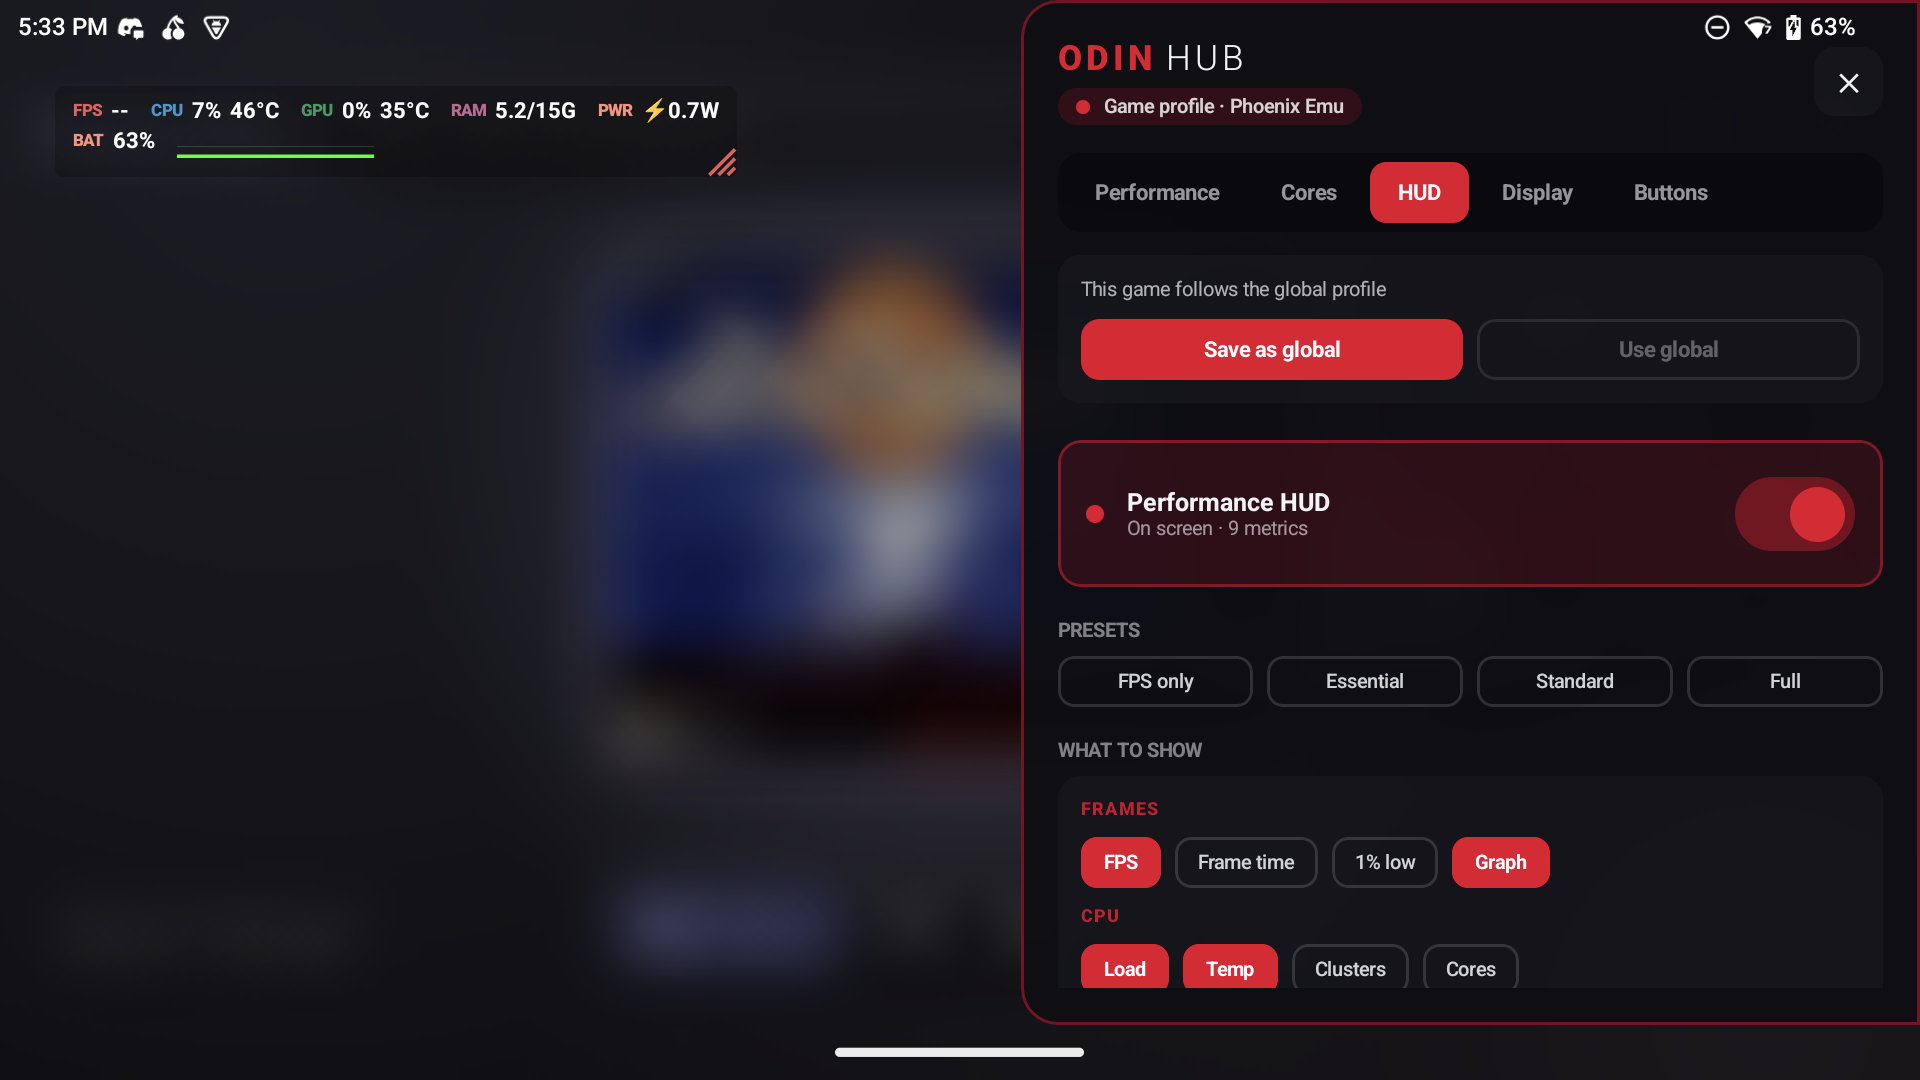 5:33 PM
63%
FPS -- CPU 7% 46°C GPU 0% 35°C RAM 5.2/15G PWR ⚡0.7W
BAT 63%
ODIN HUB
Game profile · Phoenix Emu
Performance Cores HUD Display Buttons
This game follows the global profile
Save as global Use global
Performance HUD
On screen · 9 metrics
PRESETS
FPS only Essential Standard Full
WHAT TO SHOW
FRAMES
FPS Frame time 1% low Graph
CPU
Load Temp Clusters Cores